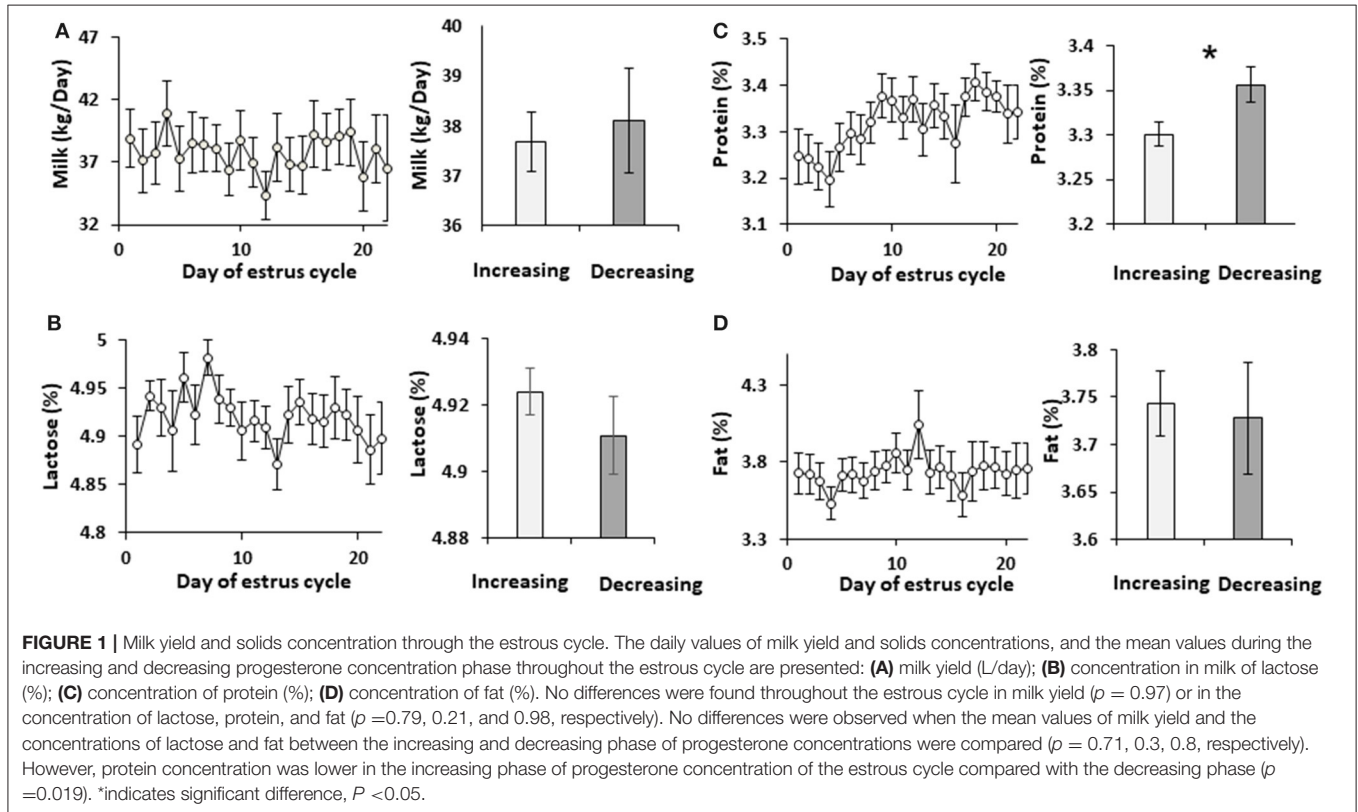 A
47
42
37
32
Milk (kg/Day)
0
10
20
Day of estrus cycle
40
39
38
37
36
Milk (kg/Day)
Increasing
Decreasing
C
3.5
3.4
3.3
3.2
3.1
Protein (%)
0
10
20
Day of estrus cycle
3.4
3.35
3.3
3.25
3.2
Protein (%)
*
Increasing
Decreasing
B
5
4.95
4.9
4.85
4.8
Lactose (%)
0
10
20
Day of estrus cycle
4.94
4.92
4.9
4.88
Lactose (%)
Increasing
Decreasing
D
4.3
3.8
3.3
Fat (%)
0
10
20
Day of estrus cycle
3.8
3.75
3.7
3.65
3.6
Fat (%)
Increasing
Decreasing
FIGURE 1 | Milk yield and solids concentration through the estrous cycle. The daily values of milk yield and solids concentrations, and the mean values during the
increasing and decreasing progesterone concentration phase throughout the estrous cycle are presented: (A) milk yield (L/day); (B) concentration in milk of lactose
(%); (C) concentration of protein (%); (D) concentration of fat (%). No differences were found throughout the estrous cycle in milk yield (p = 0.97) or in the
concentration of lactose, protein, and fat (p =0.79, 0.21, and 0.98, respectively). No differences were observed when the mean values of milk yield and the
concentrations of lactose and fat between the increasing and decreasing phase of progesterone concentrations were compared (p = 0.71, 0.3, 0.8, respectively).
However, protein concentration was lower in the increasing phase of progesterone concentration of the estrous cycle compared with the decreasing phase (p
=0.019). *indicates significant difference, P <0.05.